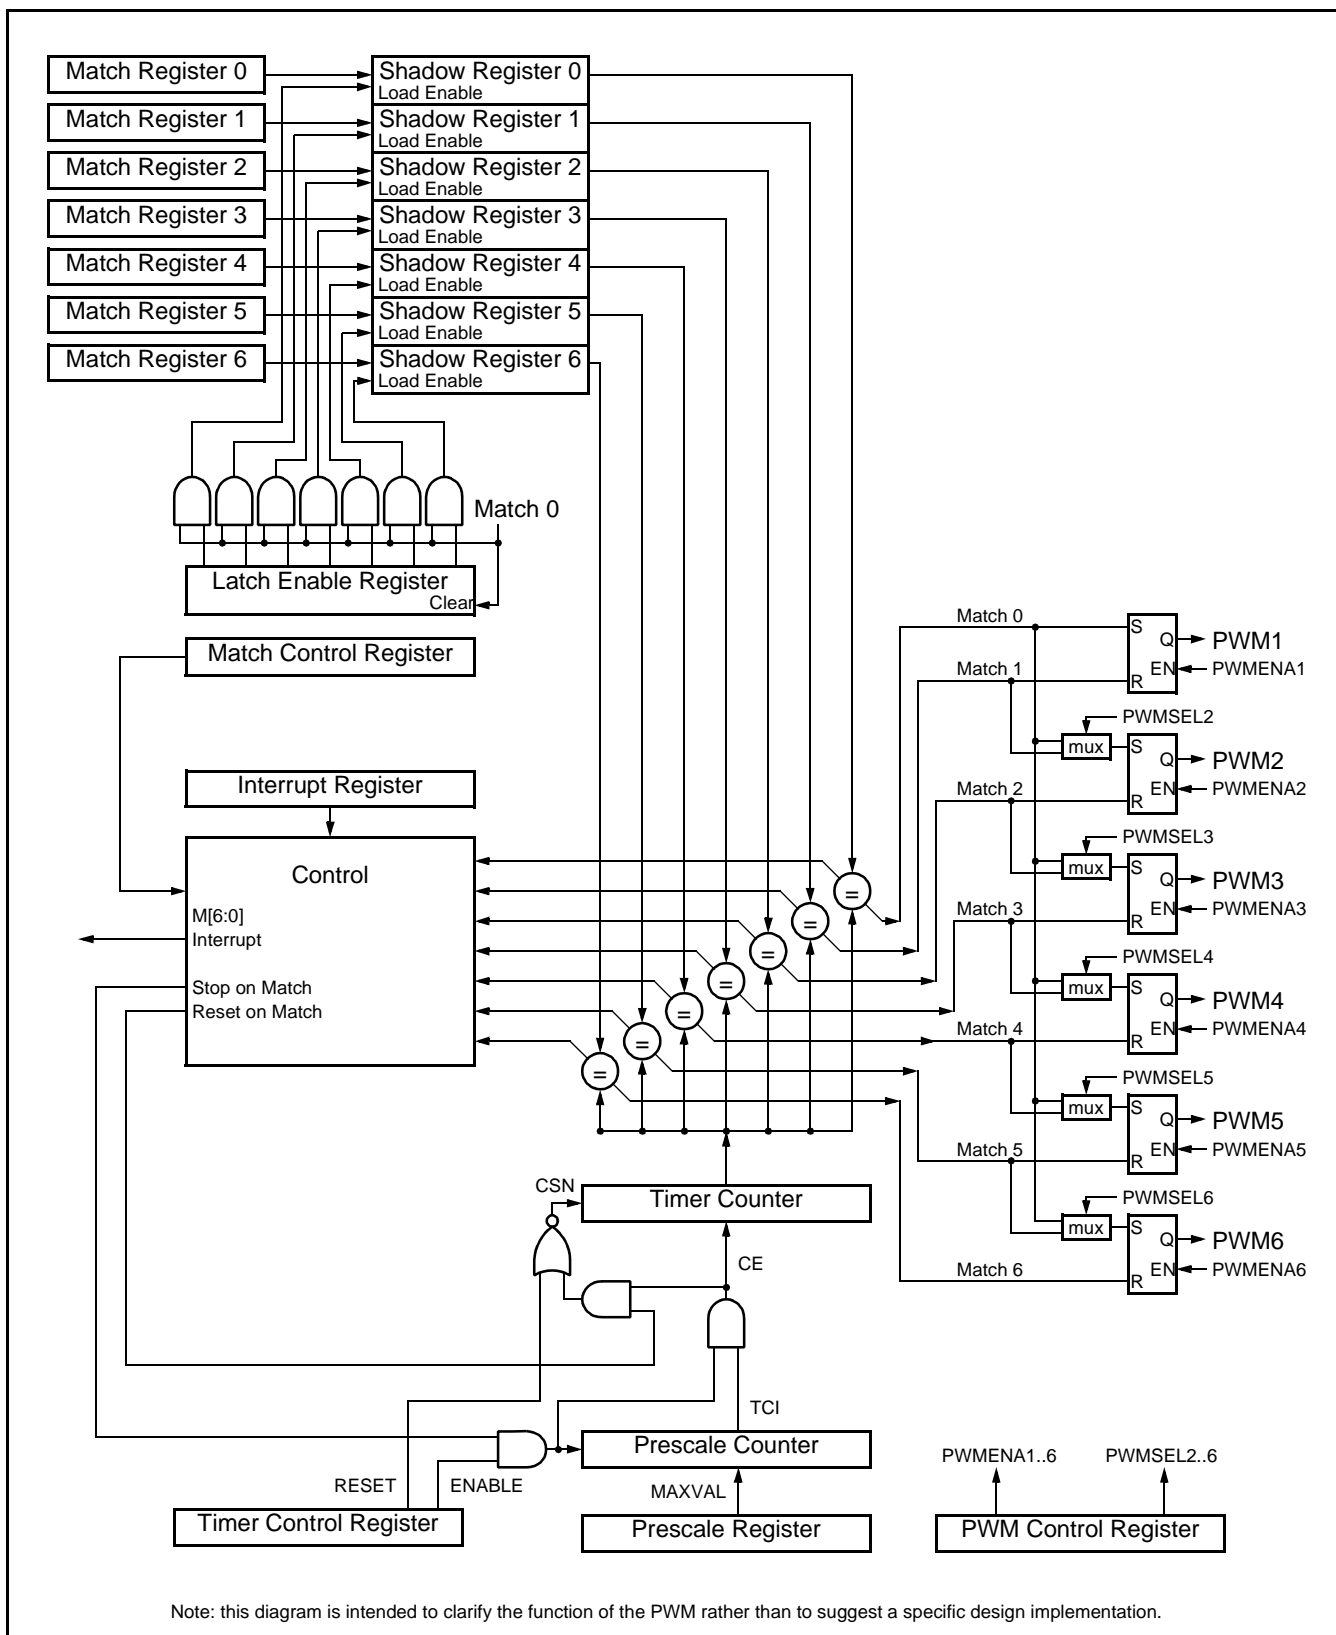 Match Register 0
Shadow Register 0
Load Enable
Match Register 1
Shadow Register 1
Load Enable
Match Register 2
Shadow Register 2
Load Enable
Match Register 3
Shadow Register 3
Load Enable
Match Register 4
Shadow Register 4
Load Enable
Match Register 5
Shadow Register 5
Load Enable
Match Register 6
Shadow Register 6
Load Enable
Match 0
Latch Enable Register
Clear
Match Control Register
Interrupt Register
Control
M[6:0]
Interrupt
Stop on Match
Reset on Match
=
=
=
=
=
=
=
Match 0
S
Q
PWM1
EN
PWMENA1
Match 1
R
PWMSEL2
mux
S
Q
PWM2
EN
PWMENA2
Match 2
R
PWMSEL3
mux
S
Q
PWM3
EN
PWMENA3
Match 3
R
PWMSEL4
mux
S
Q
PWM4
EN
PWMENA4
Match 4
R
PWMSEL5
mux
S
Q
PWM5
EN
PWMENA5
Match 5
R
PWMSEL6
mux
S
Q
PWM6
EN
PWMENA6
Match 6
R
CSN
Timer Counter
CE
TCI
Prescale Counter
RESET
ENABLE
MAXVAL
Timer Control Register
Prescale Register
PWMENA1..6
PWMSEL2..6
PWM Control Register
Note: this diagram is intended to clarify the function of the PWM rather than to suggest a specific design implementation.